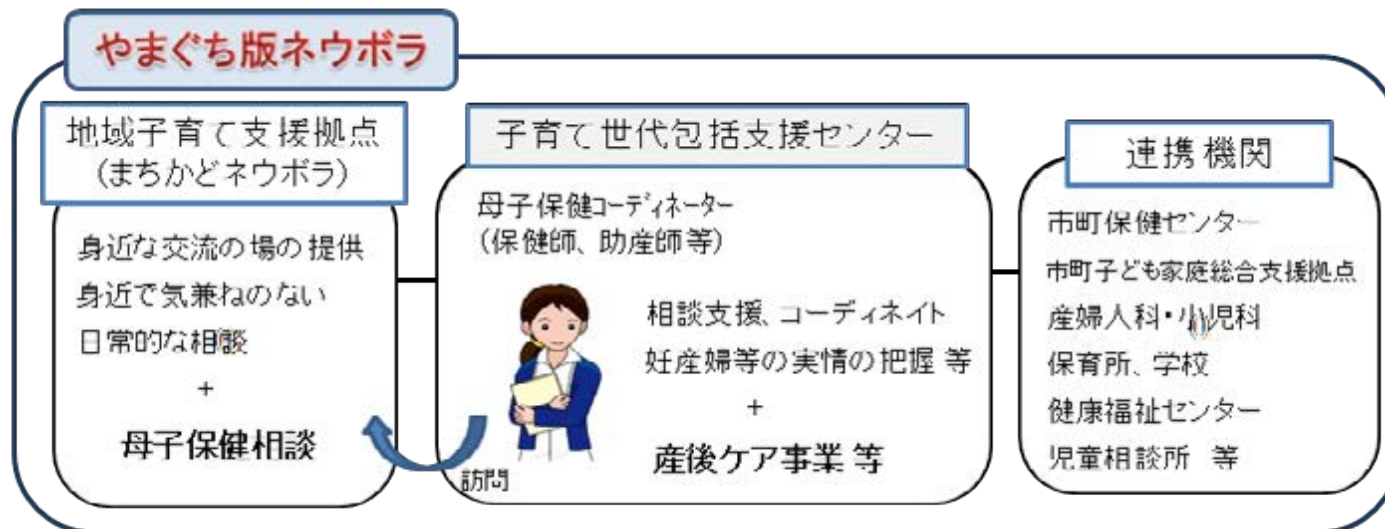 やまぐち版ネウボラ
地域子育て支援拠点
(まちかどネウボラ)
身近な交流の場の提供
身近で気兼ねのない
日常的な相談
+
母子保健相談
子育て世代包括支援センター
母子保健コーディネーター
(保健師、助産師等)
相談支援、コーディネイト
妊産婦等の実情の把握 等
+
産後ケア事業 等
訪問
連携機関
市町保健センター
市町子ども家庭総合支援拠点
産婦人科・小児科
保育所、学校
健康福祉センター
児童相談所 等